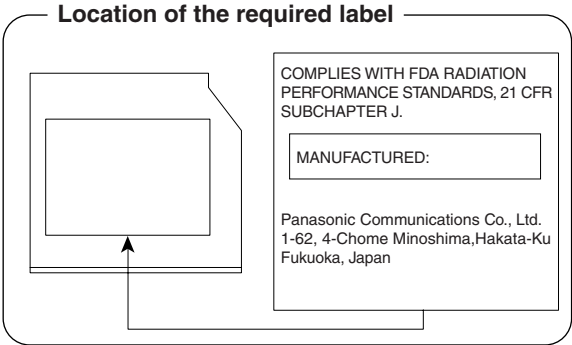 Location of the required label
COMPLIES WITH FDA RADIATION
PERFORMANCE STANDARDS, 21 CFR
SUBCHAPTER J.
MANUFACTURED:
Panasonic Communications Co., Ltd.
1-62, 4-Chome Minoshima,Hakata-Ku
Fukuoka, Japan